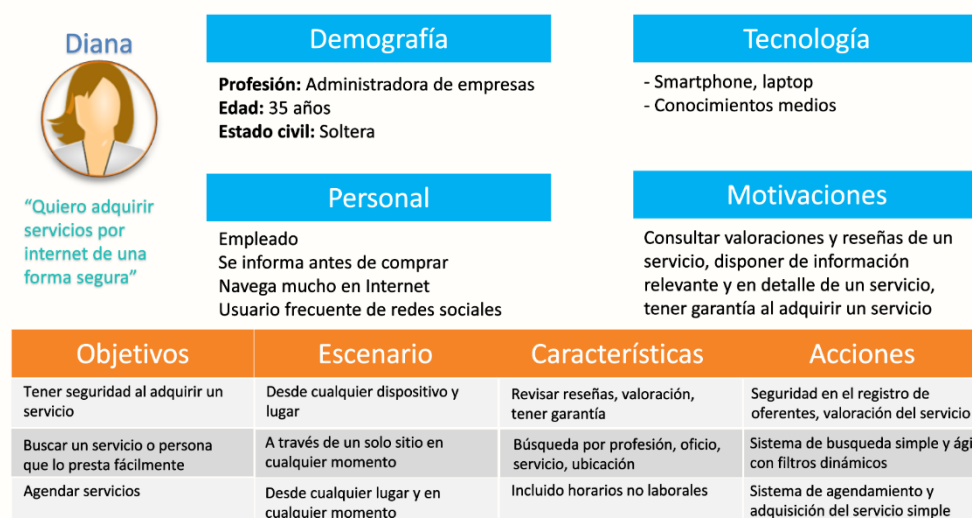 Diana
“Quiero adquirir
servicios por
internet de una
forma segura”
Demografía
Profesión: Administradora de empresas
Edad: 35 años
Estado civil: Soltera
Tecnología
- Smartphone, laptop
- Conocimientos medios
Personal
Empleado
Se informa antes de comprar
Navega mucho en Internet
Usuario frecuente de redes sociales
Motivaciones
Consultar valoraciones y reseñas de un
servicio, disponer de información
relevante y en detalle de un servicio,
tener garantía al adquirir un servicio
Objetivos
Escenario
Características
Acciones
Tener seguridad al adquirir un
servicio
Desde cualquier dispositivo y
lugar
Revisar reseñas, valoración,
tener garantía
Seguridad en el registro de
oferentes, valoración del servicio
Buscar un servicio o persona
que lo presta fácilmente
A través de un solo sitio en
cualquier momento
Búsqueda por profesión, oficio,
servicio, ubicación
Sistema de busqueda simple y ági
con filtros dinámicos
Agendar servicios
Desde cualquier lugar y en
cualquier momento
Incluido horarios no laborales
Sistema de agendamiento y
adquisición del servicio simple